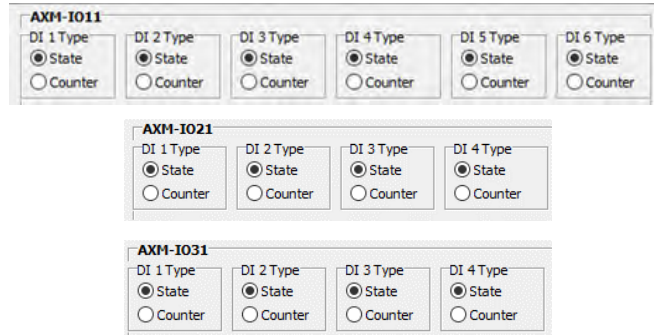 AXM-IO11
DI 1 Type DI 2 Type DI 3 Type DI 4 Type DI 5 Type DI 6 Type
State State State State State State
Counter Counter Counter Counter Counter Counter
AXM-IO21
DI 1 Type DI 2 Type DI 3 Type DI 4 Type
State State State State
Counter Counter Counter Counter
AXM-IO31
DI 1 Type DI 2 Type DI 3 Type DI 4 Type
State State State State
Counter Counter Counter Counter